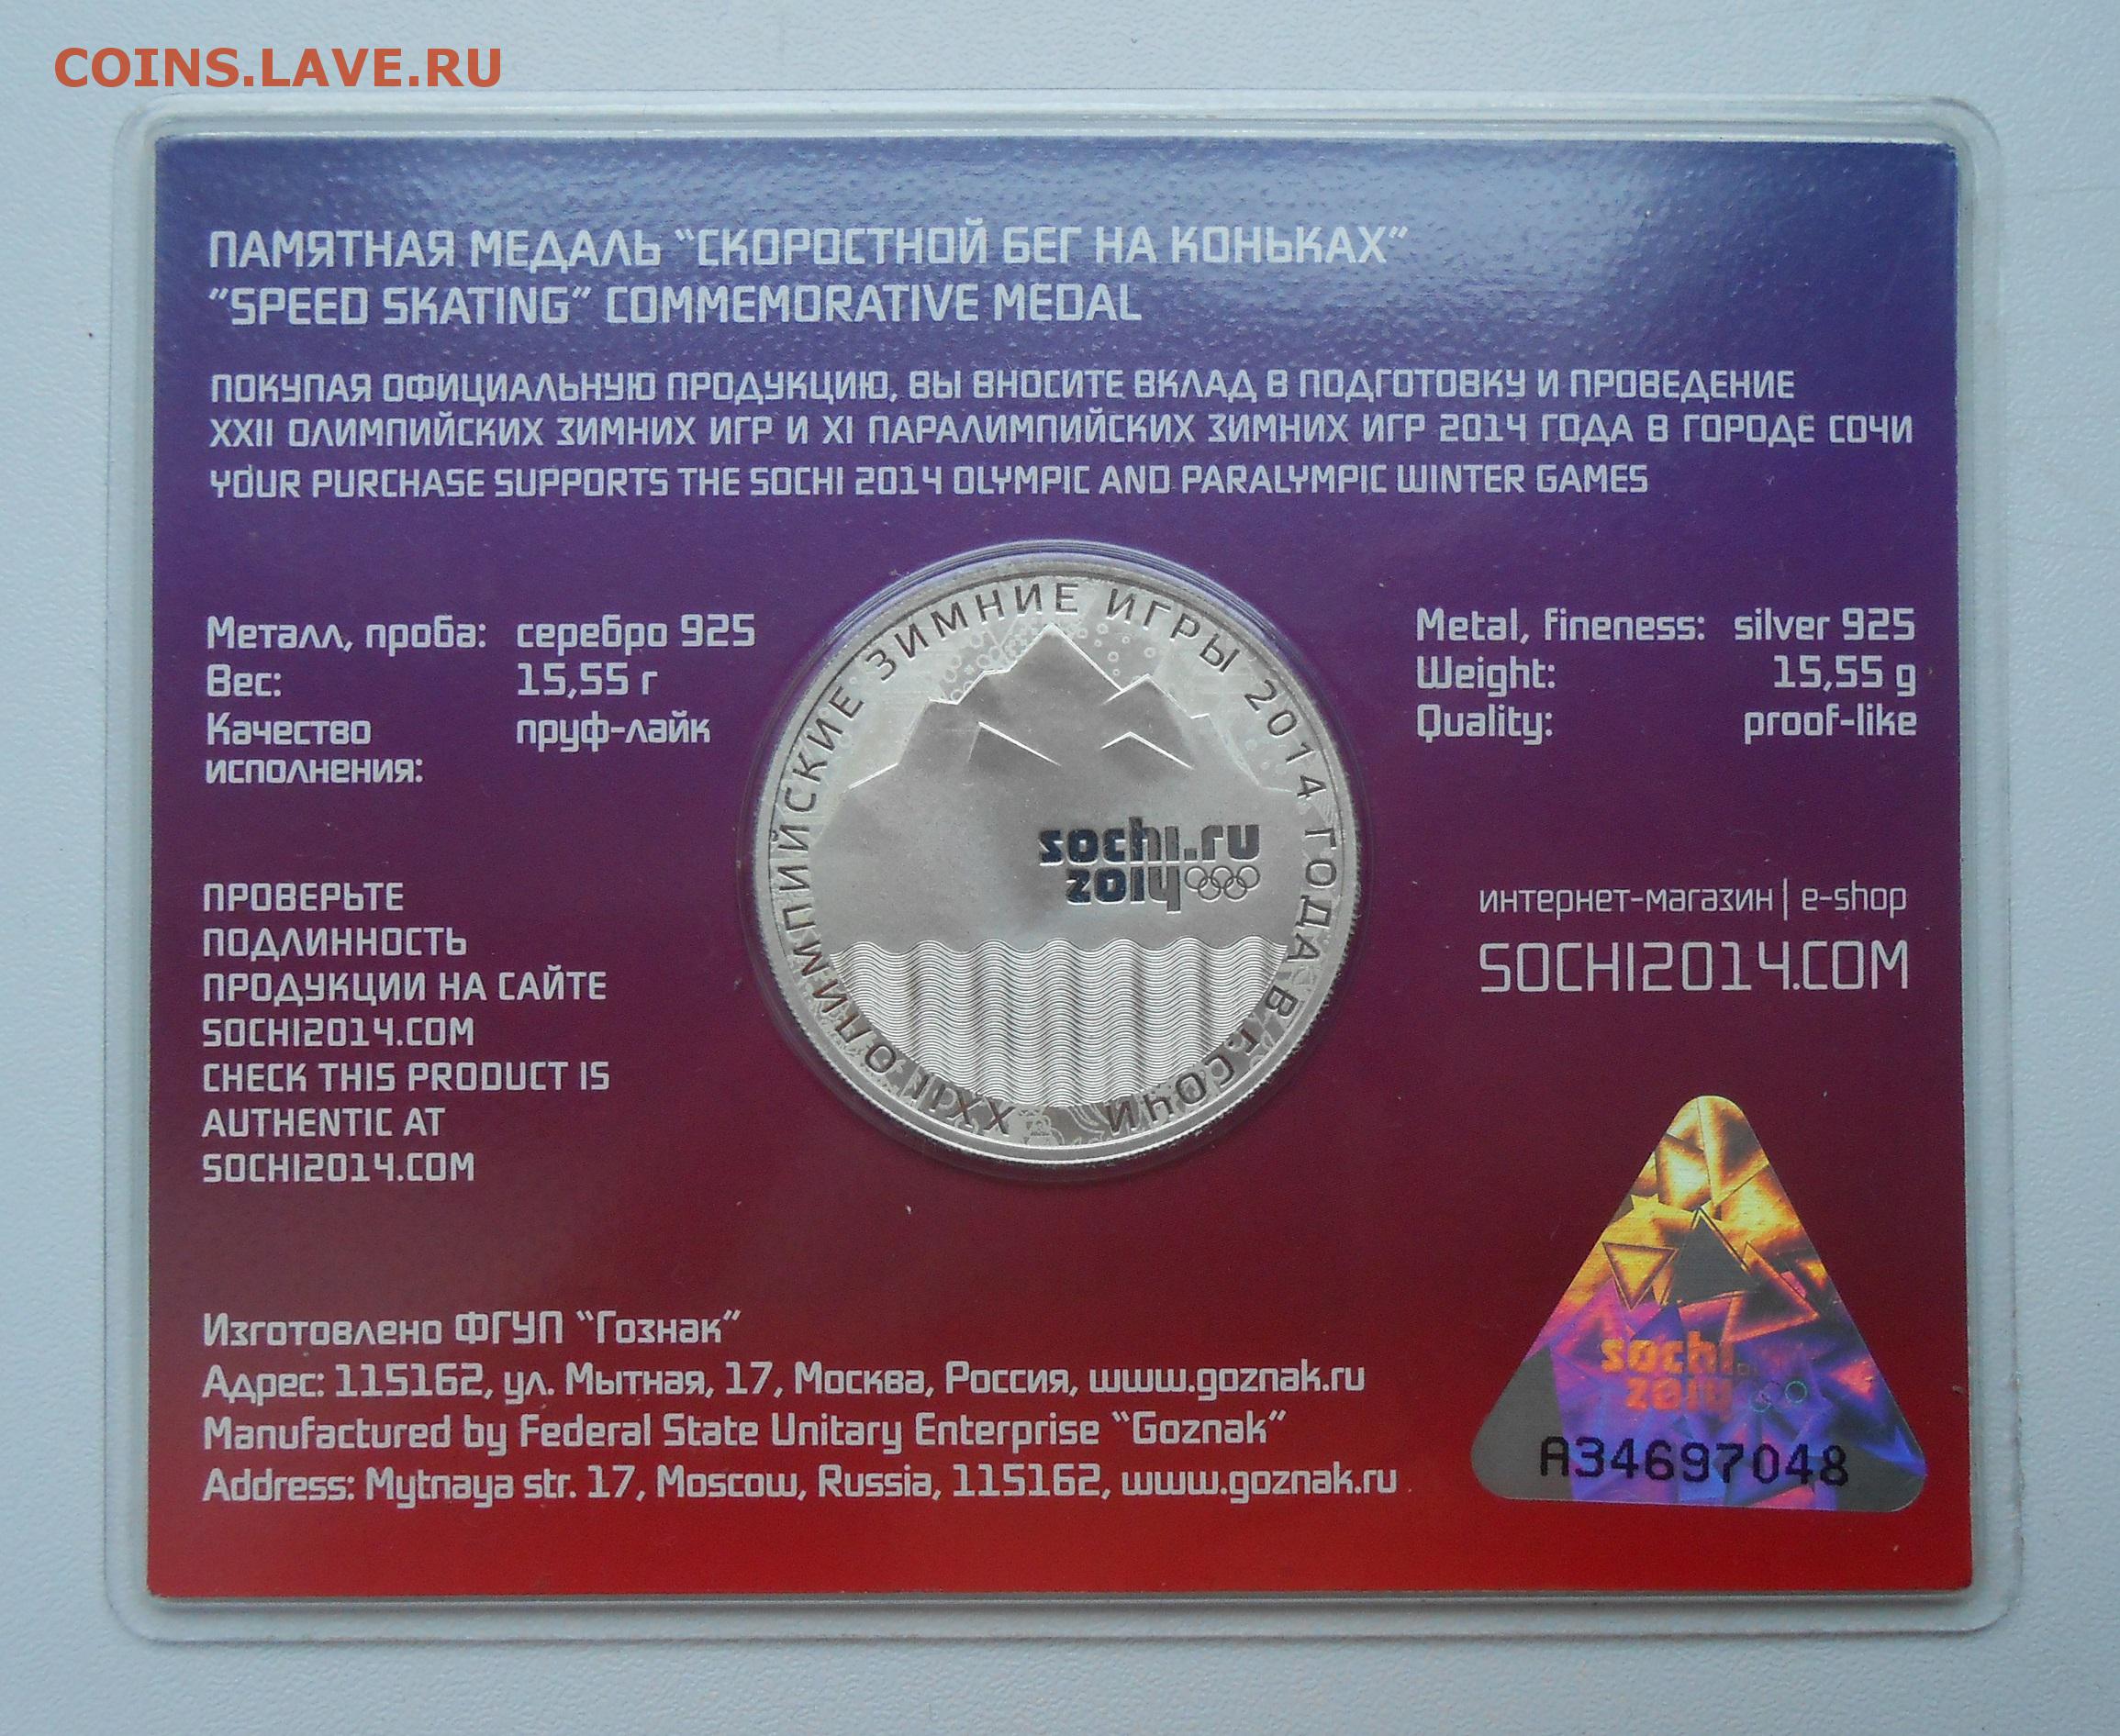 COINS.LAVE.RU
ПАМЯТНАЯ МЕДАЛЬ "СКОРОСТНОЙ БЕГ НА КОНЬКАХ"
"SPEED SKATING" COMMEMORATIVE MEDAL
ПОКУПАЯ ОФИЦИАЛЬНУЮ ПРОДУКЦИЮ, ВЫ ВНОСИТЕ ВКЛАД В ПОДГОТОВКУ И ПРОВЕДЕНИЕ
XXII ОЛИМПИЙСКИХ ЗИМНИХ ИГР И XI ПАРАЛИМПИЙСКИХ ЗИМНИХ ИГР 2014 ГОДА В ГОРОДЕ СОЧИ
YOUR PURCHASE SUPPORTS THE SOCHI 2014 OLYMPIC AND PARALYMPIC WINTER GAMES
Металл, проба: серебро 925
Вес: 15,55 г
Качество пруф-лайк
исполнения:
XXII ОЛИМПИЙСКИЕ ЗИМНИЕ ИГРЫ 2014 ГОДА В Г.СОЧИ
sochi.ru
2014
Metal, fineness: silver 925
Weight: 15,55 g
Quality: proof-like
ПРОВЕРЬТЕ
ПОДЛИННОСТЬ
ПРОДУКЦИИ НА САЙТЕ
SOCHI2014.COM
CHECK THIS PRODUCT IS
AUTHENTIC AT
SOCHI2014.COM
интернет-магазин | e-shop
SOCHI2014.COM
Изготовлено ФГУП "Гознак"
Адрес: 115162, ул. Мытная, 17, Москва, Россия, www.goznak.ru
Manufactured by Federal State Unitary Enterprise "Goznak"
Address: Mytnaya str. 17, Moscow, Russia, 115162, www.goznak.ru
sochi.ru
2014
A34697048